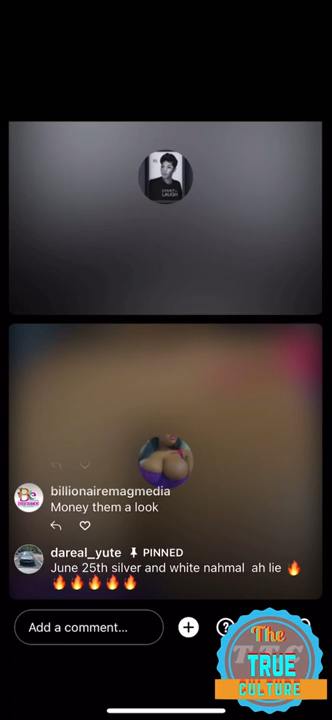 LAUGH
billionairemagmedia
Money them a look
dareal_yute PINNED
June 25th silver and white nahmal ah lie 🔥
🔥🔥🔥🔥🔥
Add a comment...
The
TTC
TRUE
CULTURE